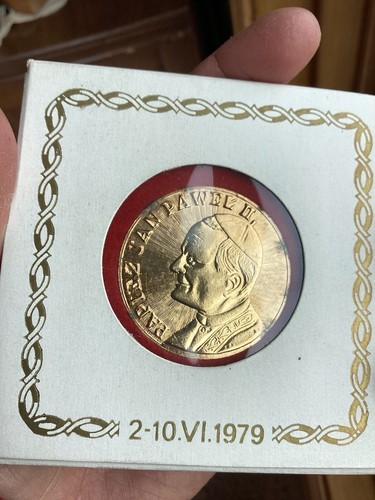 PAPIEŻ JAN PAWEŁ II
2-10.VI.1979